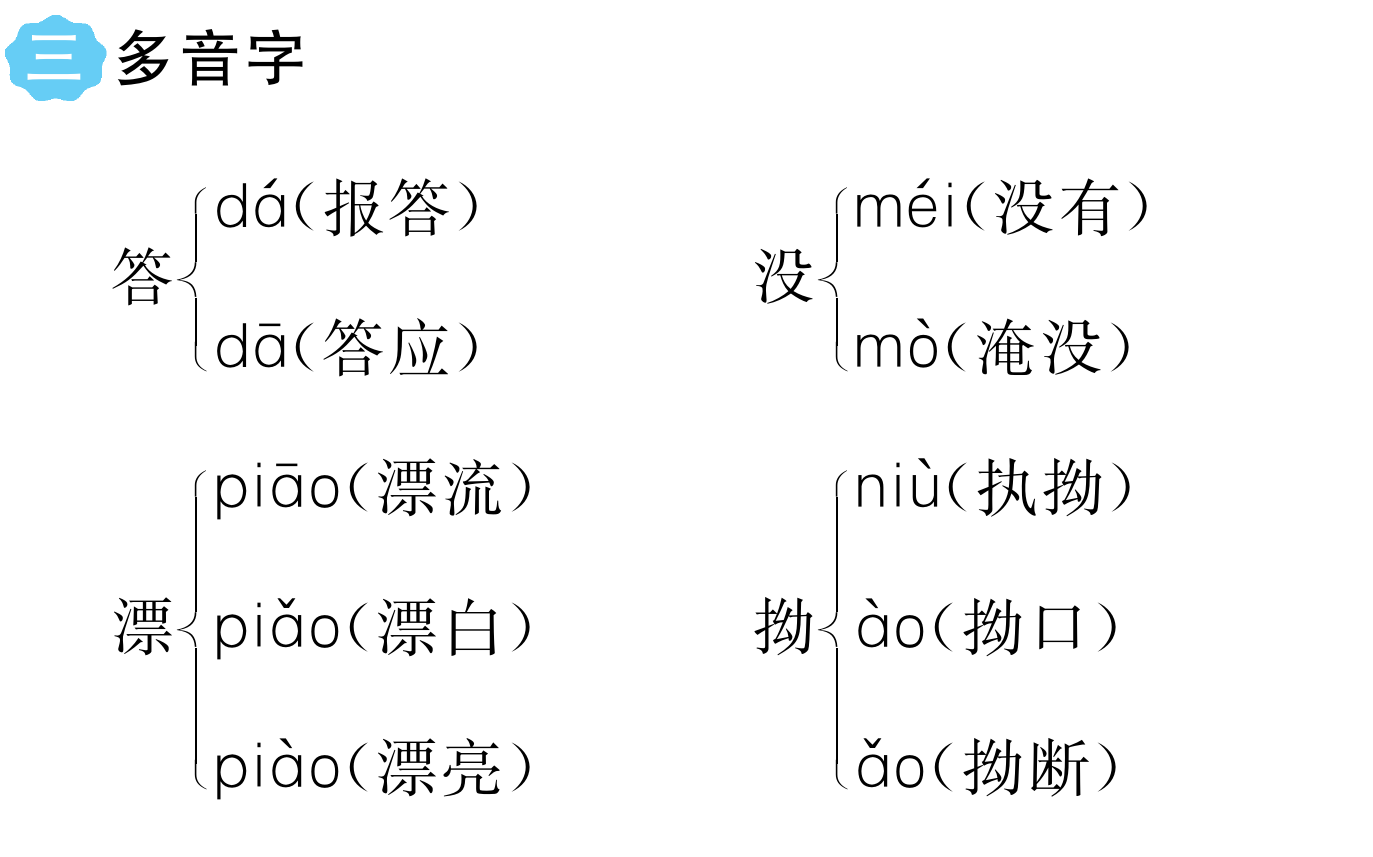 三 多音字
答 dá(报答)
dā(答应)
没 méi(没有)
mò(淹没)
漂 piāo(漂流)
piǎo(漂白)
piào(漂亮)
拗 niù(执拗)
ào(拗口)
ǎo(拗断)